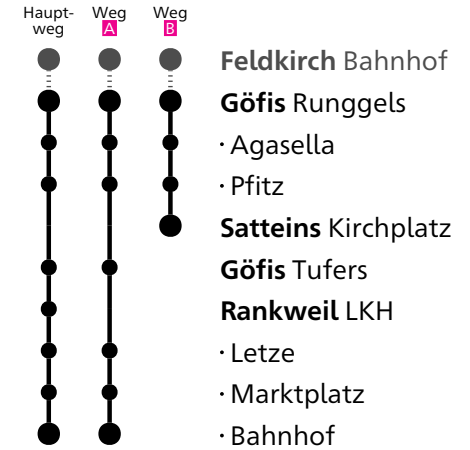 Haupt- Weg Weg
weg A B
Feldkirch Bahnhof
Göfis Runggels
· Agasella
· Pfitz
Satteins Kirchplatz
Göfis Tufers
Rankweil LKH
· Letze
· Marktplatz
· Bahnhof